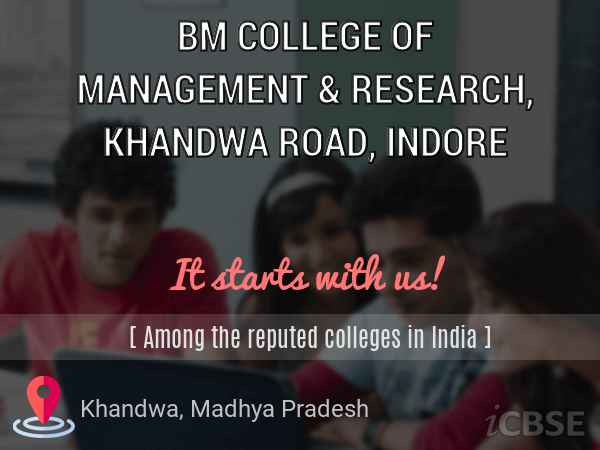 BM COLLEGE OF
MANAGEMENT & RESEARCH,
KHANDWA ROAD, INDORE
It starts with us!
[ Among the reputed colleges in India ]
Khandwa, Madhya Pradesh
iCBSE